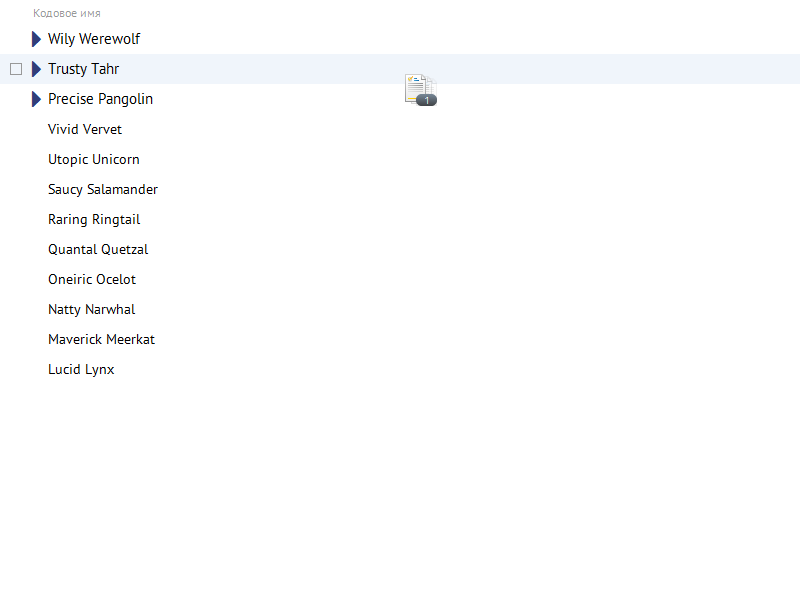 Кодовое имя
Wily Werewolf
Trusty Tahr
1
Precise Pangolin
Vivid Vervet
Utopic Unicorn
Saucy Salamander
Raring Ringtail
Quantal Quetzal
Oneiric Ocelot
Natty Narwhal
Maverick Meerkat
Lucid Lynx